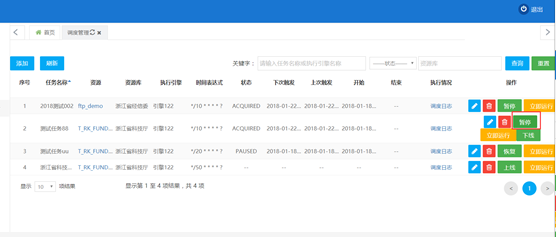 退出
首页 调度管理
添加 刷新 关键字： 请输入任务名称或执行引擎名称 ------状态------ 资源库 查询 重置
序号 任务名称 资源 资源库 执行引擎 时间表达式 状态 下次触发 上次触发 开始 结束 执行情况 操作
1 2018测试002 ftp_demo 浙江省经信委 引擎122 */10 * * * * ? ACQUIRED 2018-01-22... 2018-01-22... 2018-01-18... --- 调度日志 暂停 立即运行
2 测试任务88 T_RK_FUND... 浙江省科技厅 引擎122 */10 * * * * ? ACQUIRED 2018-01-22... 2018-01-22... 2018-01-18... --- 调度日志 暂停
立即运行 下线
3 测试任务uu T_RK_FUND... 浙江省科技厅 引擎122 */20 * * * * ? PAUSED 2018-01-22... 2018-01-22... 2018-01-18... --- 调度日志 恢复 立即运行
4 浙江省科技... T_RK_FUND... 浙江省科技厅 引擎122 */50 * * * * ? --- --- --- --- --- 调度日志 上线 立即运行
显示 10 项结果 显示第 1 至 4 项结果，共 4 项 < 1 >